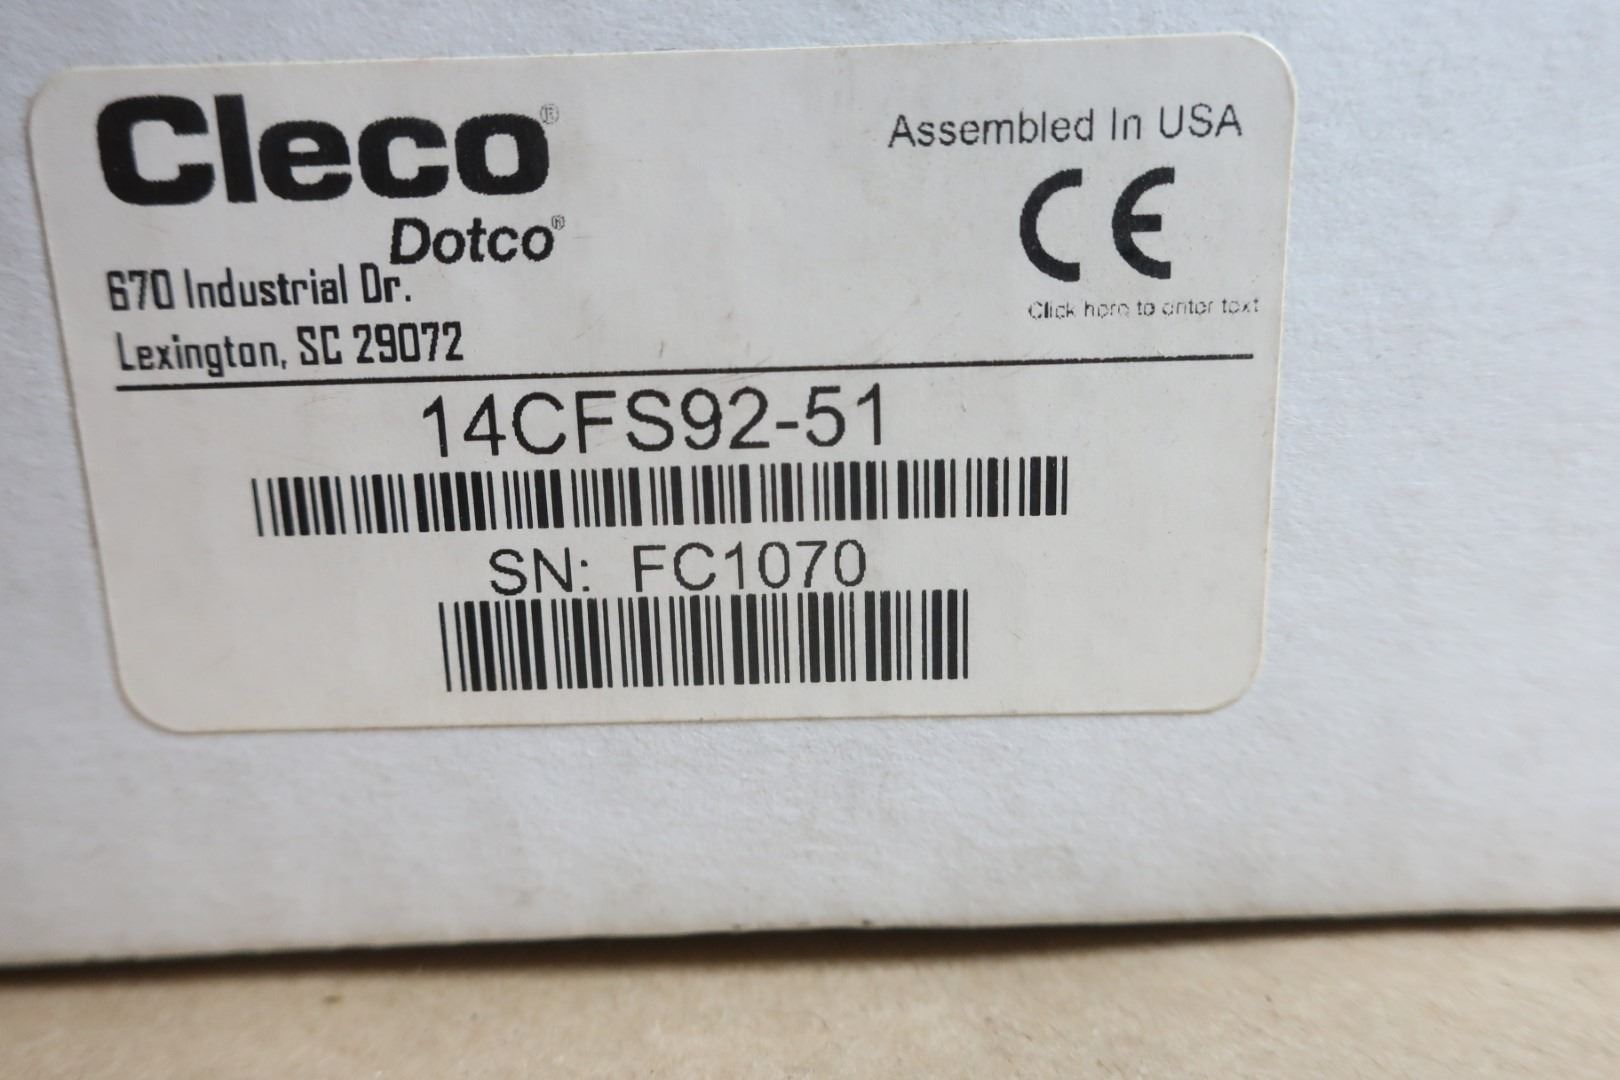 Cleco®
Dotco®
670 Industrial Dr.
Lexington, SC 29072
Assembled In USA
CE
Click here to enter text
14CFS92-51
SN: FC1070